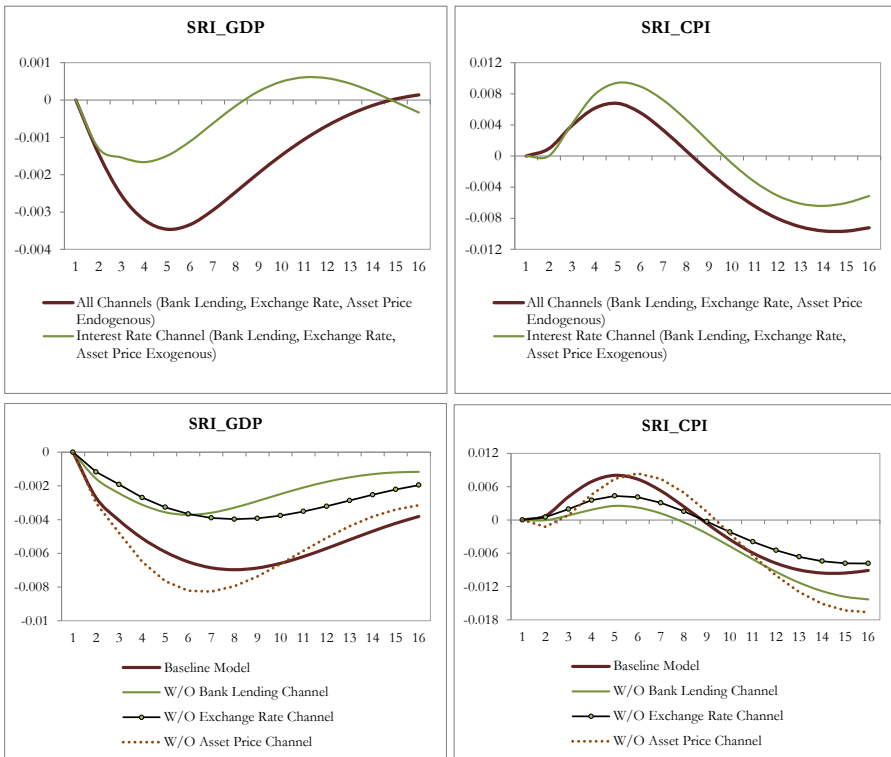 SRI_GDP
0.001
0
-0.001
-0.002
-0.003
-0.004
1 2 3 4 5 6 7 8 9 10 11 12 13 14 15 16
All Channels (Bank Lending, Exchange Rate, Asset Price
Endogenous)
Interest Rate Channel (Bank Lending, Exchange Rate,
Asset Price Exogenous)
SRI_CPI
0.012
0.008
0.004
0
-0.004
-0.008
-0.012
1 2 3 4 5 6 7 8 9 10 11 12 13 14 15 16
All Channels (Bank Lending, Exchange Rate, Asset Price
Endogenous)
Interest Rate Channel (Bank Lending, Exchange Rate,
Asset Price Exogenous)
SRI_GDP
0
-0.002
-0.004
-0.006
-0.008
-0.01
1 2 3 4 5 6 7 8 9 10 11 12 13 14 15 16
Baseline Model
W/O Bank Lending Channel
W/O Exchange Rate Channel
W/O Asset Price Channel
SRI_CPI
0.012
0.006
0
-0.006
-0.012
-0.018
1 2 3 4 5 6 7 8 9 10 11 12 13 14 15 16
Baseline Model
W/O Bank Lending Channel
W/O Exchange Rate Channel
W/O Asset Price Channel